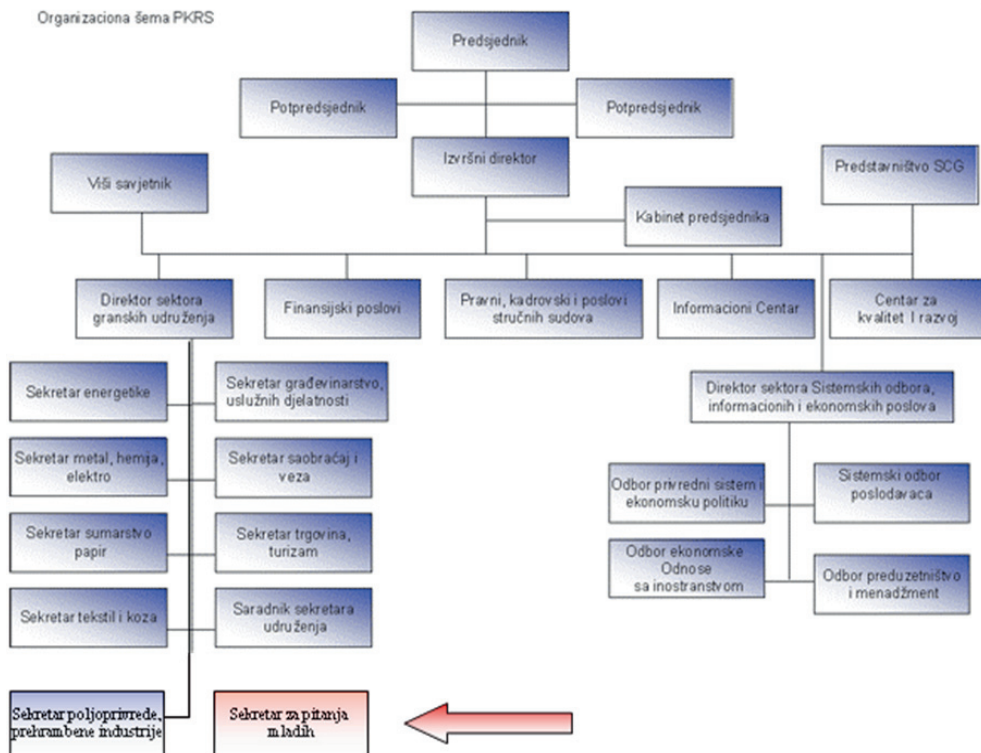 Organizaciona šema PKRS
Predsjednik
Potpredsjednik
Potpredsjednik
Izvršni direktor
Viši savjetnik
Predstavništvo SCG
Kabinet predsjednika
Direktor sektora
granskih udruženja
Finansijski poslovi
Pravni, kadrovski i poslovi
stručnih sudova
Informacioni Centar
Centar za
kvalitet I razvoj
Sekretar energetike
Sekretar građevinarstvo,
uslužnih djelatnosti
Direktor sektora Sistemskih odbora,
informacionih i ekonomskih poslova
Sekretar metal, hemija,
elektro
Sekretar saobraćaj i
veza
Odbor privredni sistem i
ekonomsku politiku
Sistemski odbor
poslodavaca
Sekretar sumarstvo
papir
Sekretar trgovina,
turizam
Odbor ekonomske
Odnose
sa inostranstvom
Odbor preduzetništvo
i menadžment
Sekretar tekstil i koza
Saradnik sekretara
udruženja
Sekretar poljoprivrede,
prehrambene industrije
Sekretar za pitanja
mladih